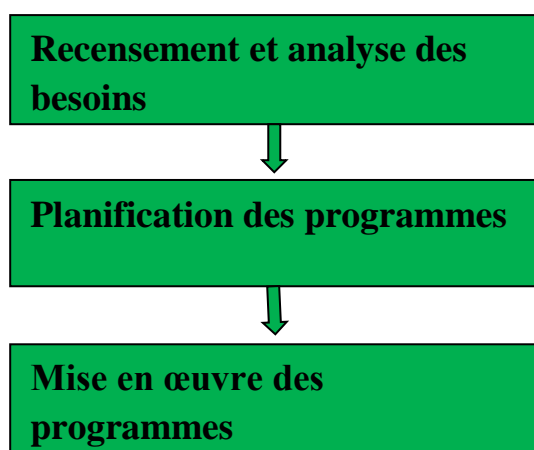 Recensement et analyse des
besoins
Planification des programmes
Mise en œuvre des
programmes